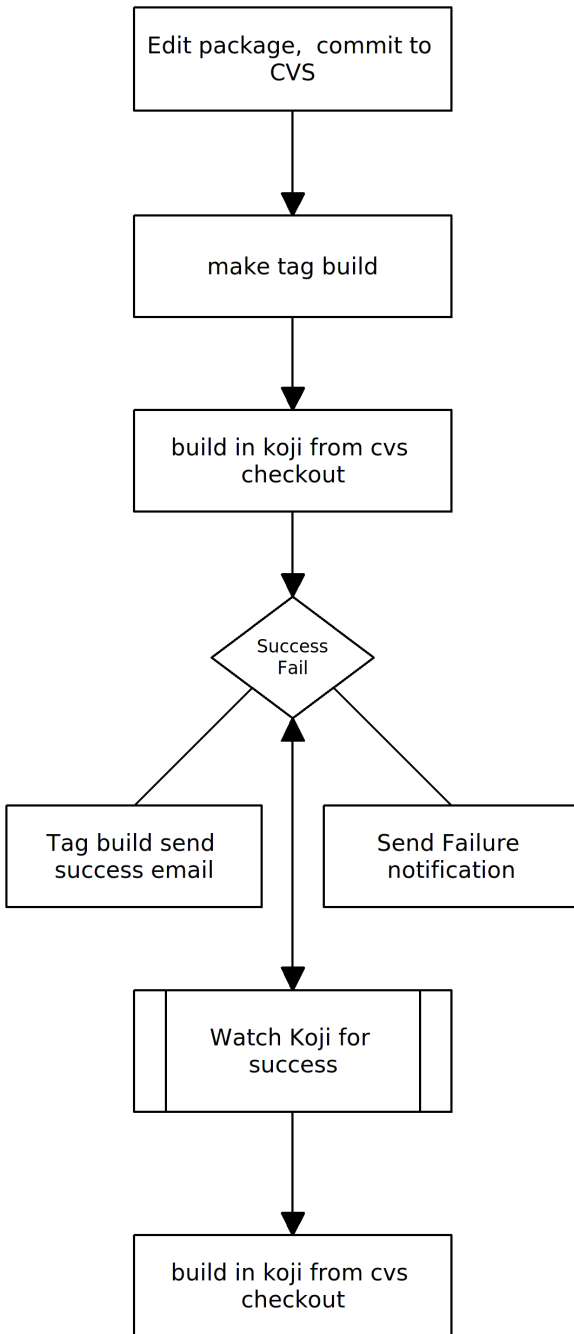 Edit package,  commit to
CVS
make tag build
build in koji from cvs
checkout
Success
Fail
Tag build send
success email
Send Failure
notification
Watch Koji for
success
build in koji from cvs
checkout